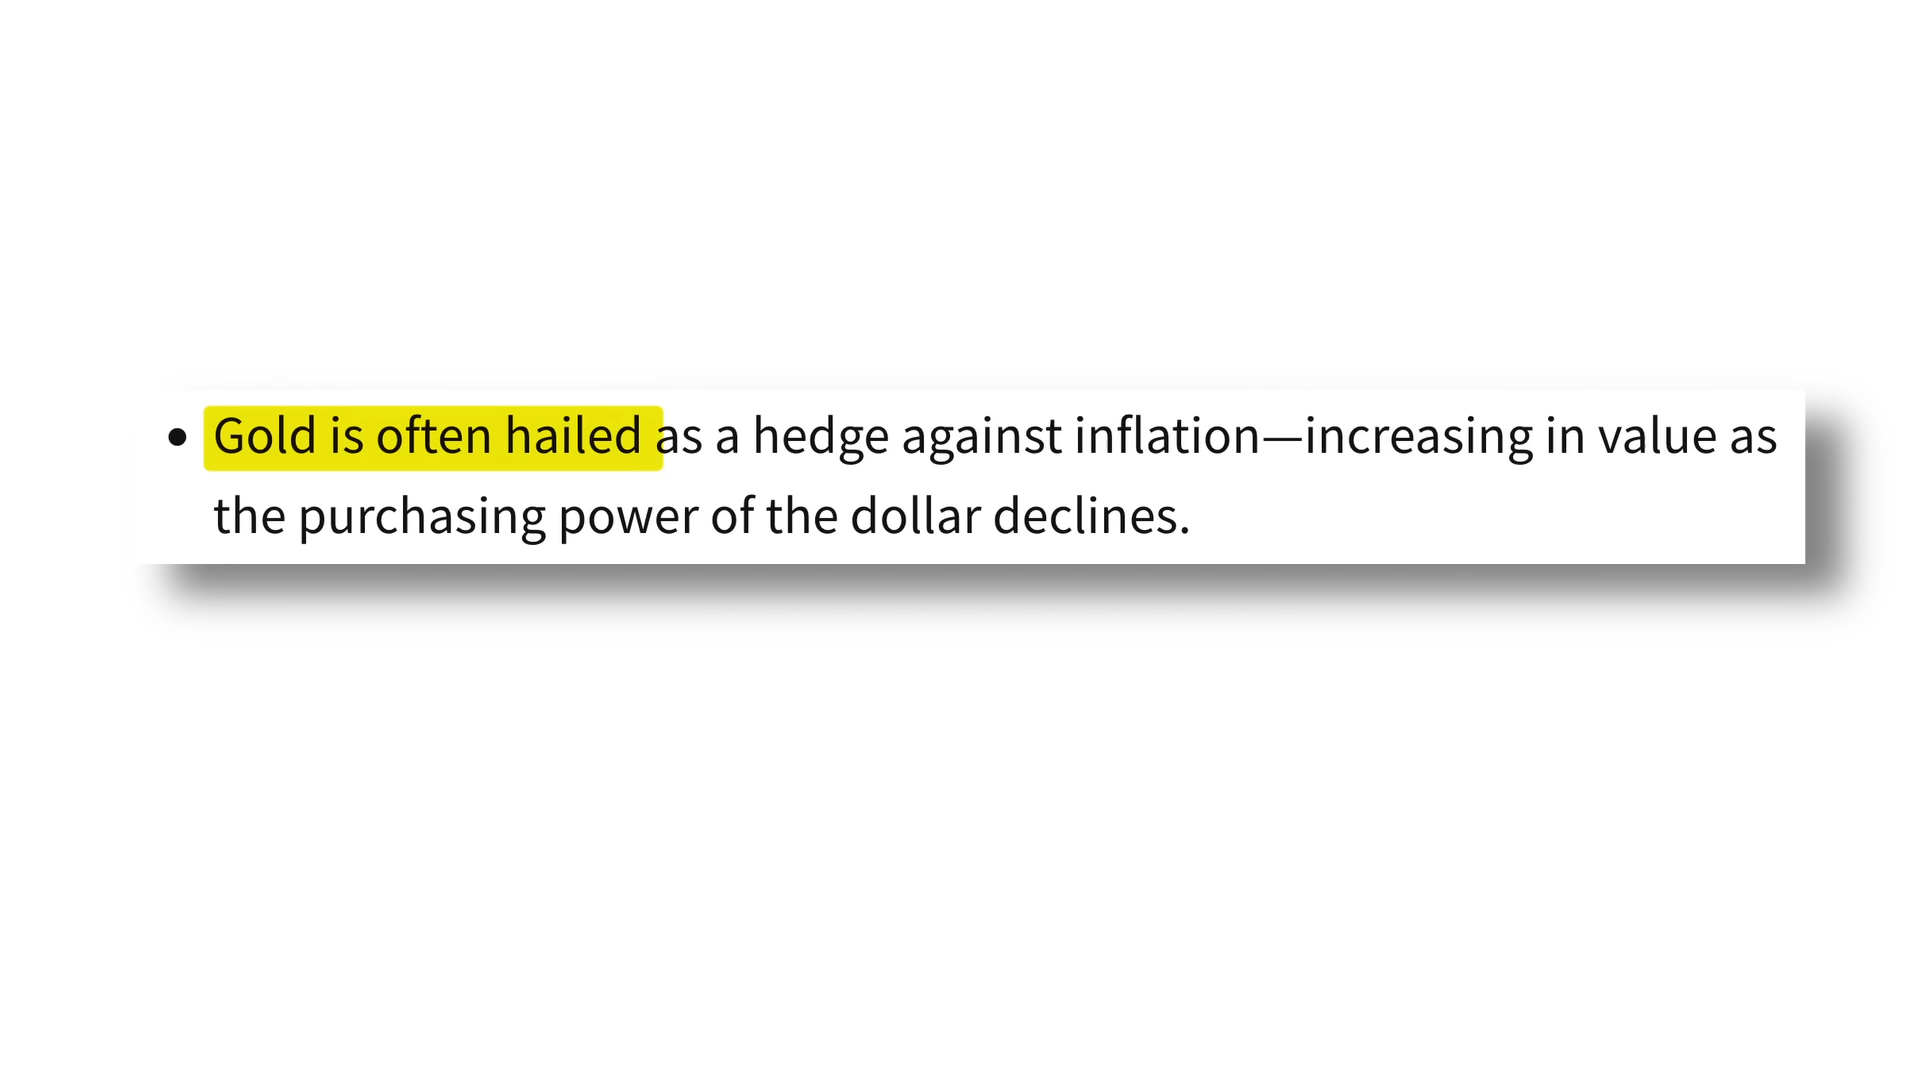 • Gold is often hailed as a hedge against inflation—increasing in value as
the purchasing power of the dollar declines.